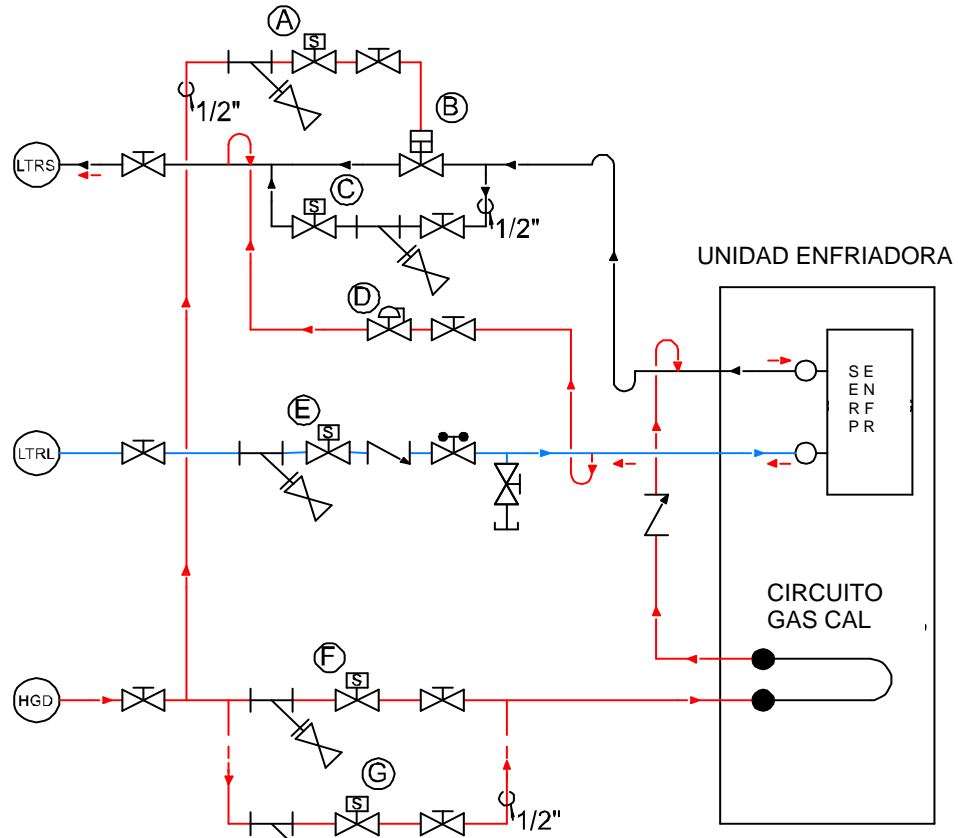 A
S
1/2"
B
LTRS
C
S
1/2"
UNIDAD ENFRIADORA
D
S E
E N
R F
P R
E
S
LTRL
CIRCUITO
GAS CAL
F
S
HGD
G
S
1/2"